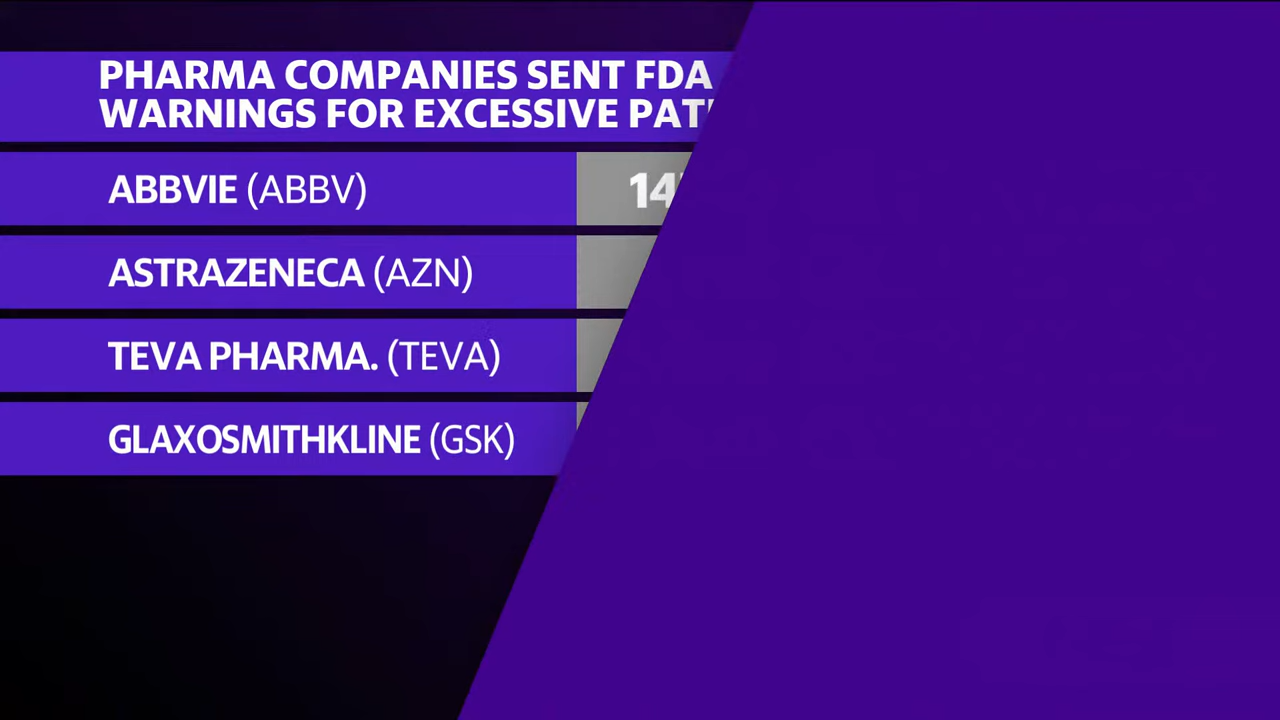 PHARMA COMPANIES SENT FDA
WARNINGS FOR EXCESSIVE
ABBVIE (ABBV)
ASTRAZENECA (AZN)
TEVA PHARMA. (TEVA)
GLAXOSMITHKLINE (GSK)